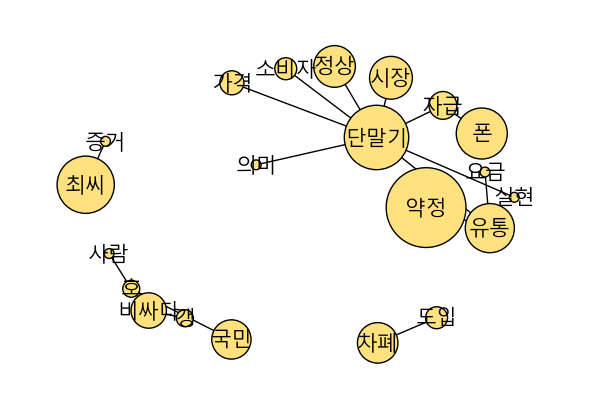 정상
소비자
시장
가격
자급
폰
단말기
증거
의미
요금
최씨
실현
약정
유통
사람
호
비싸다
갱
국민
도입
차폐